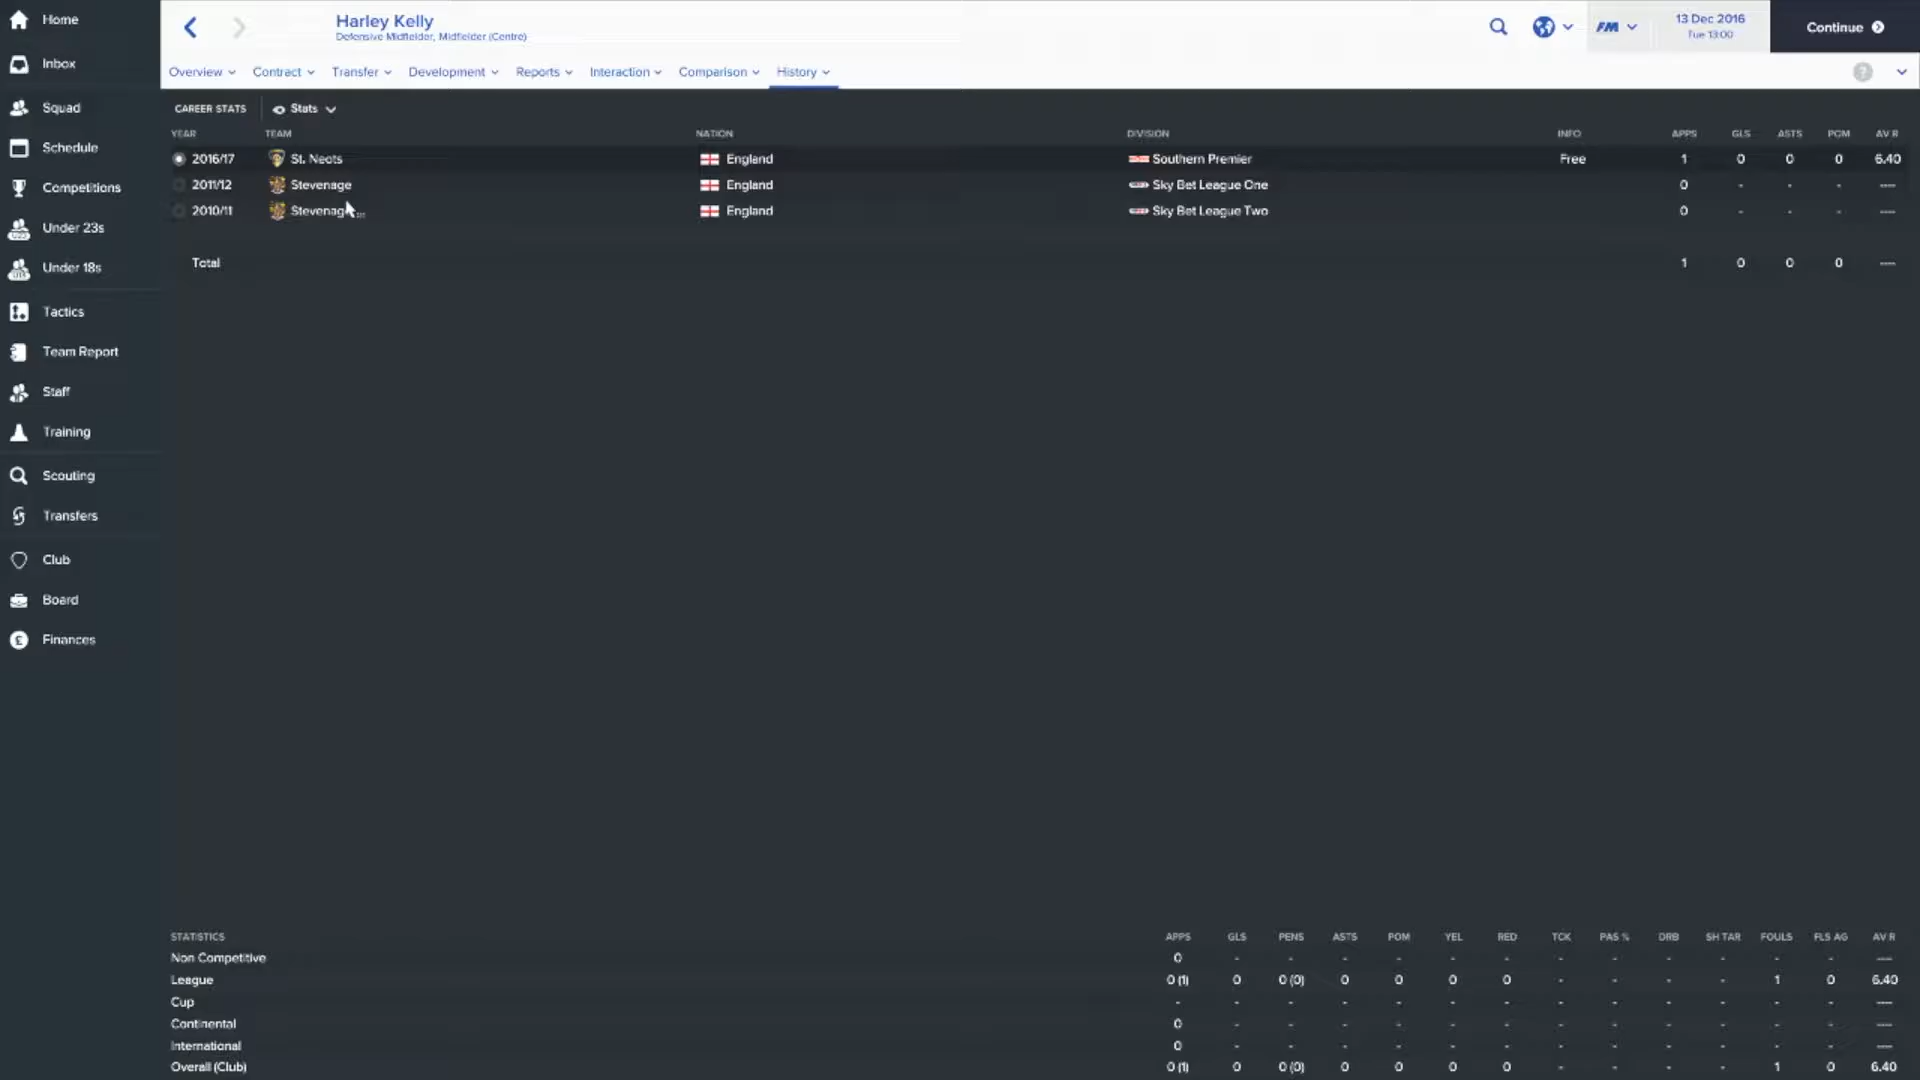 Home
Inbox
Squad
Schedule
Competitions
Under 23s
Under 18s
Tactics
Team Report
Staff
Training
Scouting
Transfers
Club
Board
Finances
Harley Kelly
Defensive Midfielder, Midfielder (Centre)
FM
13 Dec 2016
Tue 13:00
Continue
Overview Contract Transfer Development Reports Interaction Comparison History
?
CAREER STATS Stats
YEAR TEAM NATION DIVISION INFO APPS GLS ASTS POM AV R
2016/17 St. Neots England Southern Premier Free 1 0 0 0 6.40
2011/12 Stevenage England Sky Bet League One 0 - - - ---
2010/11 Stevenage England Sky Bet League Two 0 - - - ---
Total 1 0 0 0 ---
STATISTICS APPS GLS PENS ASTS POM YEL RED TCK PAS % DRB SH TAR FOULS FLS AG AV R
Non Competitive 0 - - - - - - - - - - - - ---
League 0 (1) 0 0 (0) 0 0 0 0 - - - - 1 0 6.40
Cup - - - - - - - - - - - - - ---
Continental 0 - - - - - - - - - - - - ---
International 0 - - - - - - - - - - - - ---
Overall (Club) 0 (1) 0 0 (0) 0 0 0 0 - - - - 1 0 6.40